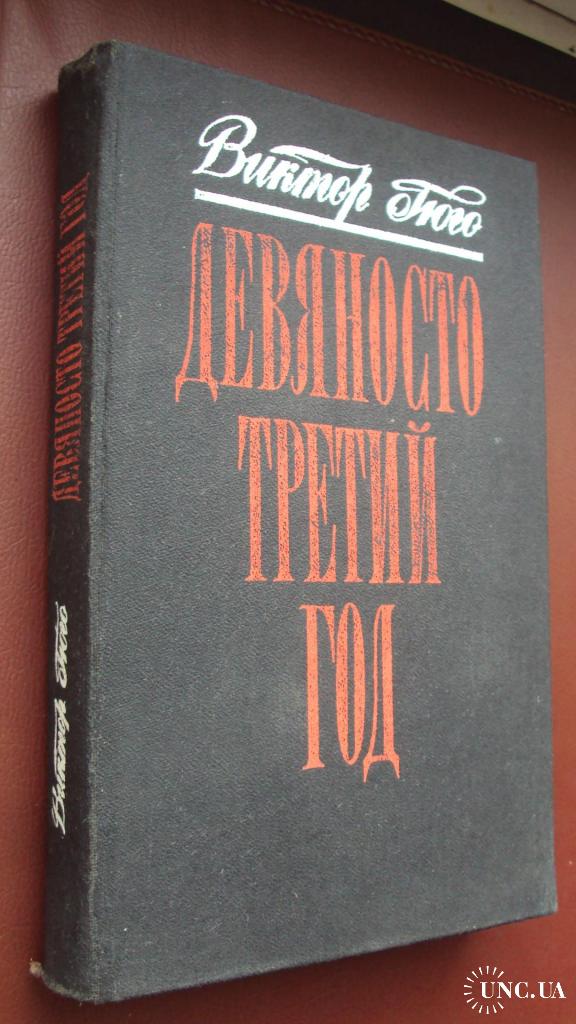 Виктор Гюго
ДЕВЯНОСТО
ТРЕТИЙ
ГОД
Виктор Гюго ДЕВЯНОСТО ТРЕТИЙ ГОД
UNC.UA